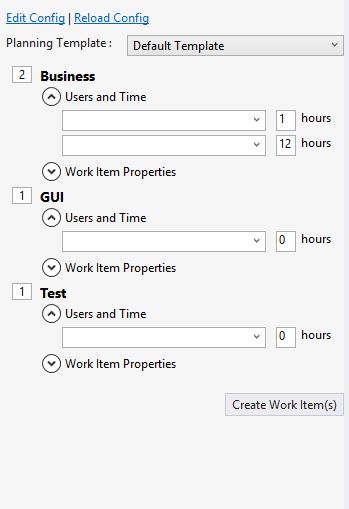 Edit Config | Reload Config
Planning Template : Default Template
2 Business
Users and Time
1 hours
12 hours
Work Item Properties
1 GUI
Users and Time
0 hours
Work Item Properties
1 Test
Users and Time
0 hours
Work Item Properties
Create Work Item(s)